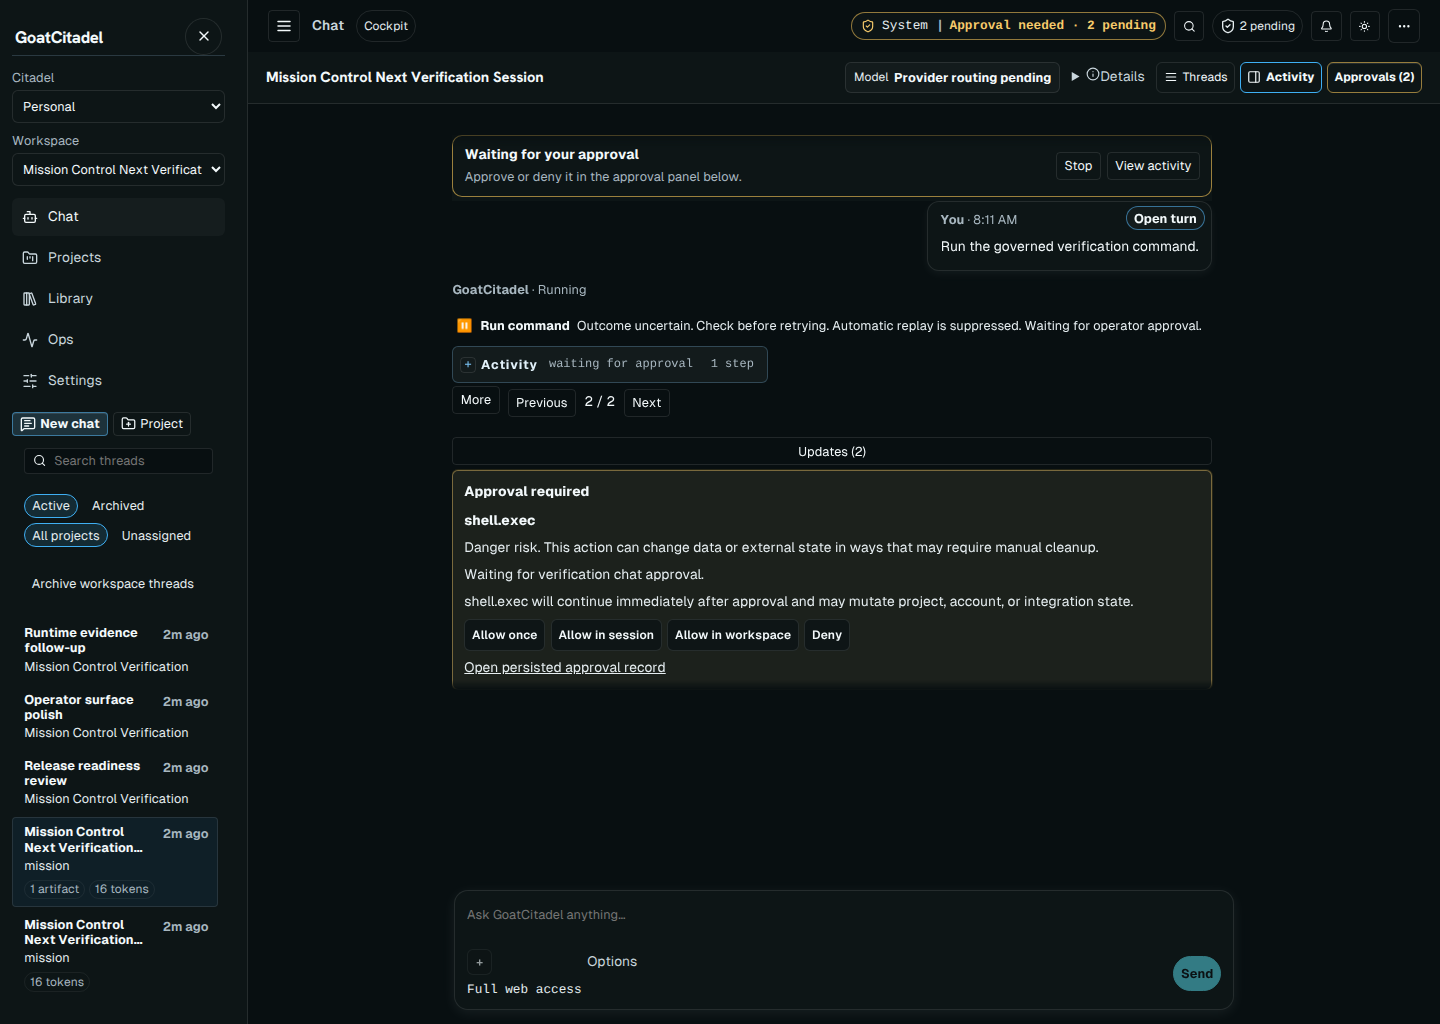 GoatCitadel
Citadel
Personal
Workspace
Mission Control Next Verificat
Chat
Projects
Library
Ops
Settings
New chat
Project
Search threads
Active
Archived
All projects
Unassigned
Archive workspace threads
Runtime evidence
follow-up
2m ago
Mission Control Verification
Operator surface
polish
2m ago
Mission Control Verification
Release readiness
review
2m ago
Mission Control Verification
Mission Control
Next Verification...
2m ago
mission
1 artifact
16 tokens
Mission Control
Next Verification...
2m ago
mission
16 tokens
Chat
Cockpit
System | Approval needed · 2 pending
2 pending
Mission Control Next Verification Session
Model Provider routing pending
Details
Threads
Activity
Approvals (2)
Waiting for your approval
Approve or deny it in the approval panel below.
Stop
View activity
You · 8:11 AM
Open turn
Run the governed verification command.
GoatCitadel · Running
Run command Outcome uncertain. Check before retrying. Automatic replay is suppressed. Waiting for operator approval.
+ Activity waiting for approval 1 step
More
Previous
2 / 2
Next
Updates (2)
Approval required
shell.exec
Danger risk. This action can change data or external state in ways that may require manual cleanup.
Waiting for verification chat approval.
shell.exec will continue immediately after approval and may mutate project, account, or integration state.
Allow once
Allow in session
Allow in workspace
Deny
Open persisted approval record
Ask GoatCitadel anything...
+
Options
Full web access
Send